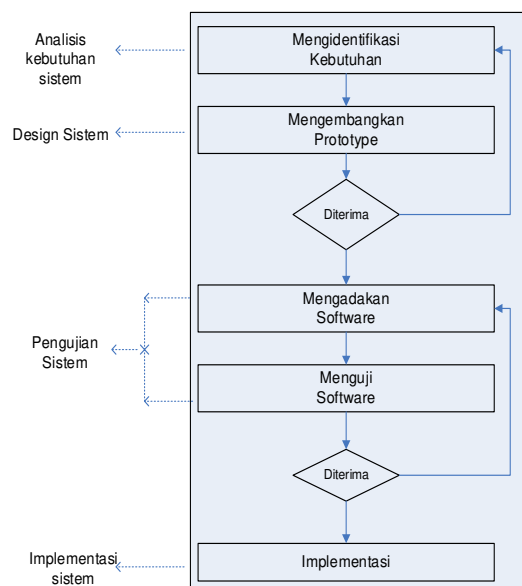 Analisis
kebutuhan
sistem
Mengidentifikasi
Kebutuhan
Design Sistem
Mengembangkan
Prototype
Diterima
Mengadakan
Software
Pengujian
Sistem
Menguji
Software
Diterima
Implementasi
sistem
Implementasi